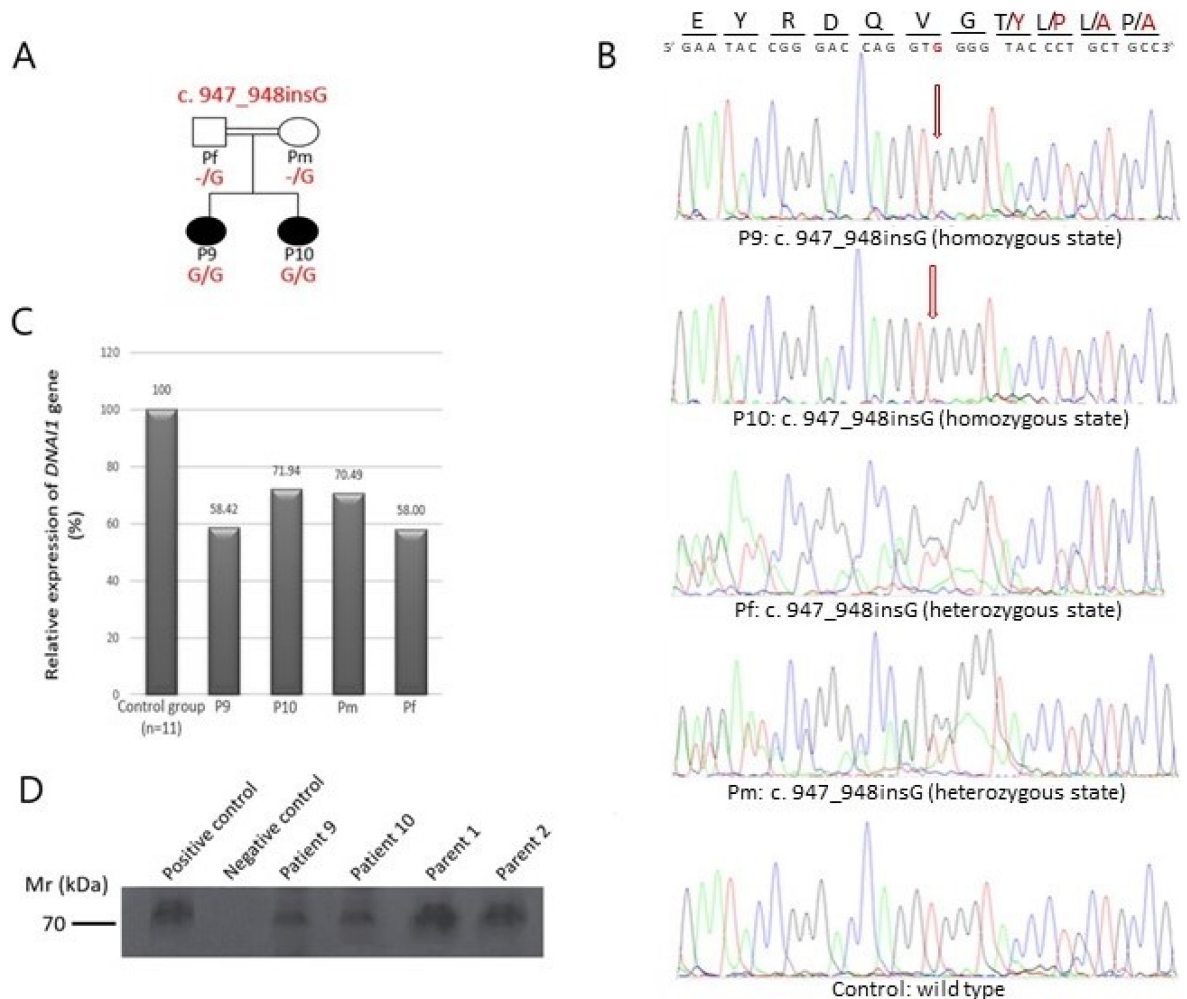 A
c. 947_948insG
Pf
Pm
-/G
-/G
P9
P10
G/G
G/G
B
E Y R D Q V G T/Y L/P L/A P/A
5' GAA TAC CGG GAC CAG GTG GGG TAC CCT GCT GCC3'
P9: c. 947_948insG (homozygous state)
P10: c. 947_948insG (homozygous state)
Pf: c. 947_948insG (heterozygous state)
Pm: c. 947_948insG (heterozygous state)
Control: wild type
C
Relative expression of DNAI1 gene
(%)
120
100
80
60
40
20
0
100
58.42
71.94
70.49
58.00
Control group
(n=11)
P9
P10
Pm
Pf
D
Positive control
Negative control
Patient 9
Patient 10
Parent 1
Parent 2
Mr (kDa)
70